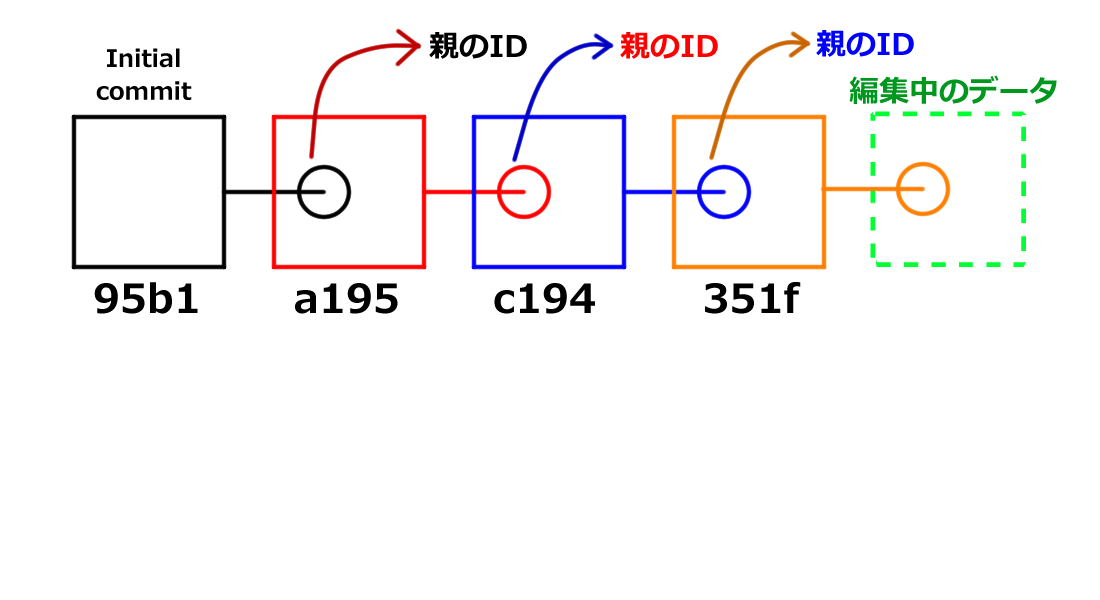 Initial
commit
親のID
親のID
親のID
編集中のデータ
95b1
a195
c194
351f